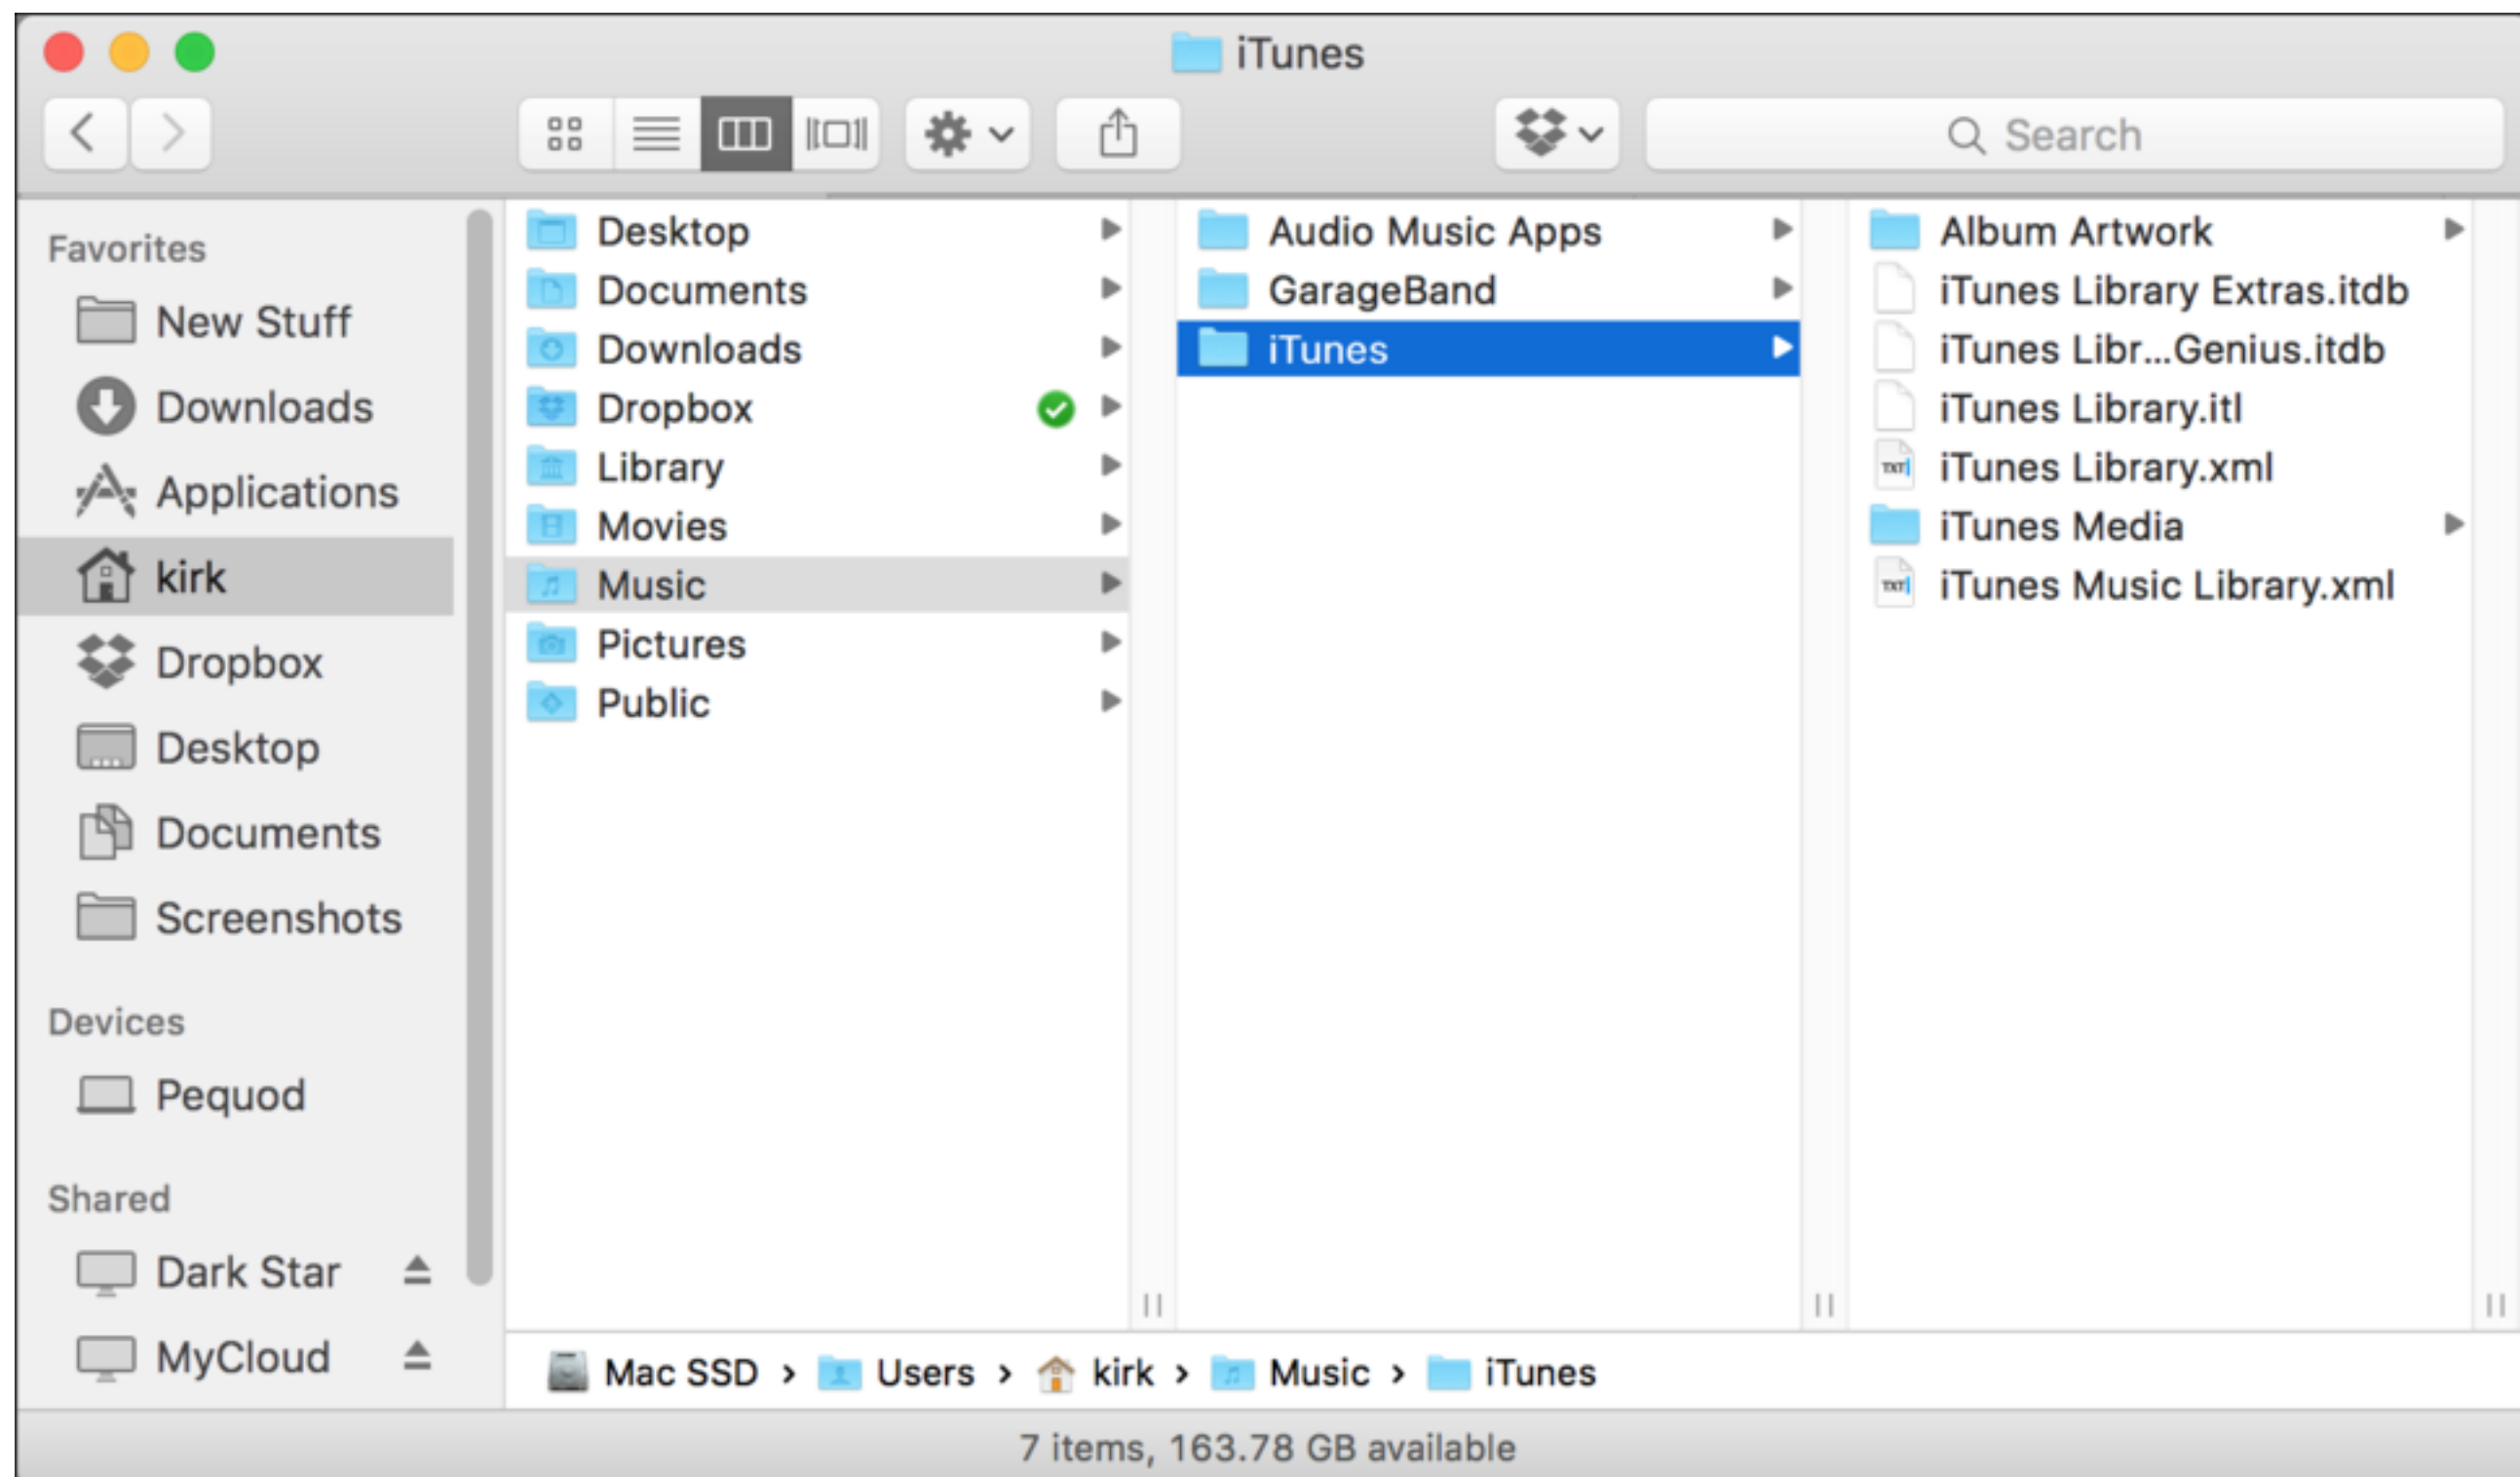 iTunes
Search
Favorites
New Stuff
Downloads
Applications
kirk
Dropbox
Desktop
Documents
Screenshots
Devices
Pequod
Shared
Dark Star
MyCloud
Desktop
Documents
Downloads
Dropbox
Library
Movies
Music
Pictures
Public
Audio Music Apps
GarageBand
iTunes
Album Artwork
iTunes Library Extras.itdb
iTunes Libr...Genius.itdb
iTunes Library.itl
TXT
iTunes Library.xml
iTunes Media
TXT
iTunes Music Library.xml
Mac SSD › Users › kirk › Music › iTunes
7 items, 163.78 GB available